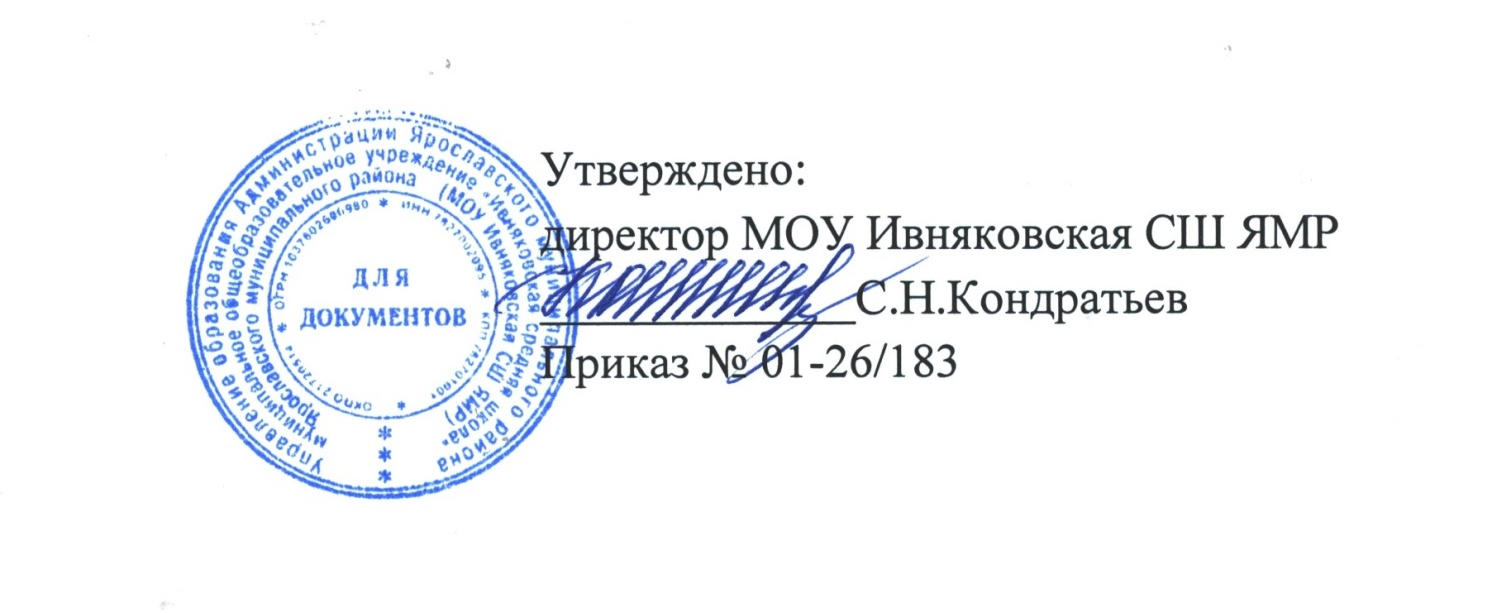 Управление образования Администрации Ярославского муниципального района
муниципальное общеобразовательное учреждение "Ивняковская средняя школа"
Ярославского муниципального района (МОУ Ивняковская СШ ЯМР)
ДЛЯ
ДОКУМЕНТОВ
Утверждено:
директор МОУ Ивняковская СШ ЯМР
С.Н.Кондратьев
Приказ № 01-26/183